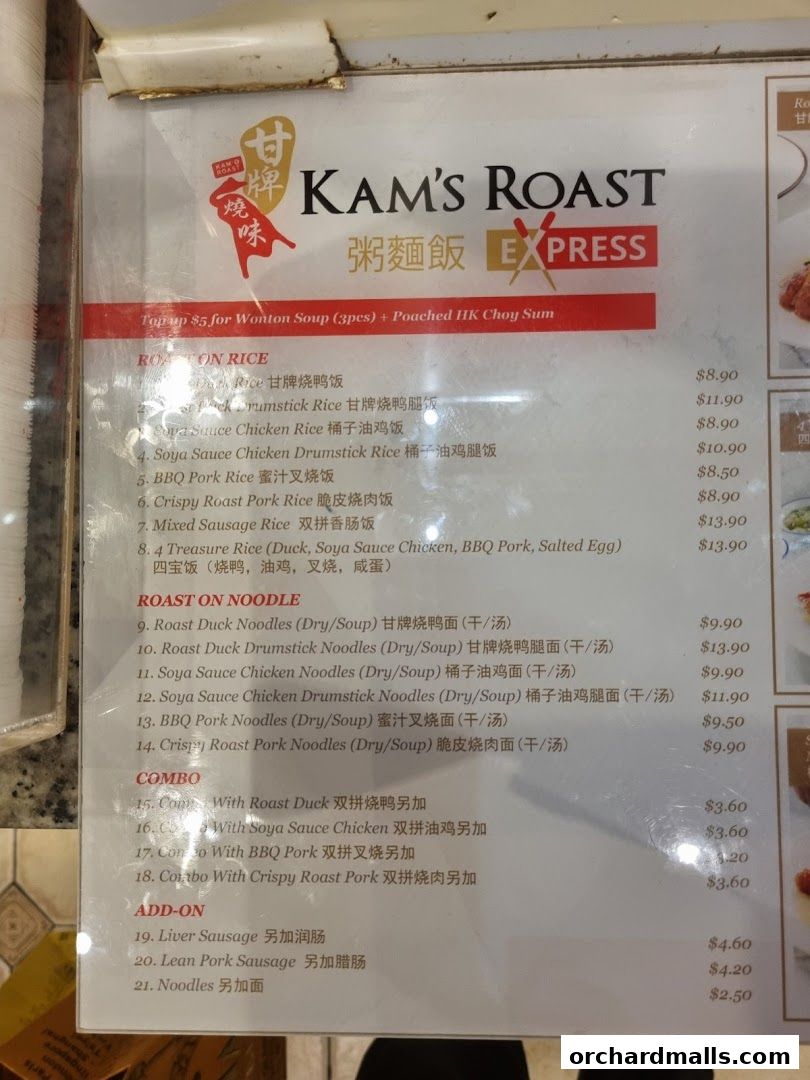 甘牌
KAM'S
ROAST
燒味
KAM'S ROAST
粥麵飯 EXPRESS
Top up $5 for Wonton Soup (3pcs) + Poached HK Choy Sum
ROAST ON RICE
Duck Rice 甘牌烧鸭饭 $8.90
2. Duck Drumstick Rice 甘牌烧鸭腿饭 $11.90
3. Soya Sauce Chicken Rice 桶子油鸡饭 $8.90
4. Soya Sauce Chicken Drumstick Rice 桶子油鸡腿饭 $10.90
5. BBQ Pork Rice 蜜汁叉烧饭 $8.50
6. Crispy Roast Pork Rice 脆皮烧肉饭 $8.90
7. Mixed Sausage Rice 双拼香肠饭 $13.90
8. 4 Treasure Rice (Duck, Soya Sauce Chicken, BBQ Pork, Salted Egg) $13.90
四宝饭（烧鸭，油鸡，叉烧，咸蛋）
ROAST ON NOODLE
9. Roast Duck Noodles (Dry/Soup) 甘牌烧鸭面(干/汤) $9.90
10. Roast Duck Drumstick Noodles (Dry/Soup) 甘牌烧鸭腿面(干/汤) $13.90
11. Soya Sauce Chicken Noodles (Dry/Soup) 桶子油鸡面(干/汤) $9.90
12. Soya Sauce Chicken Drumstick Noodles (Dry/Soup) 桶子油鸡腿面(干/汤) $11.90
13. BBQ Pork Noodles (Dry/Soup) 蜜汁叉烧面(干/汤) $9.50
14. Crispy Roast Pork Noodles (Dry/Soup) 脆皮烧肉面(干/汤) $9.90
COMBO
15. Combo With Roast Duck 双拼烧鸭另加 $3.60
16. Combo With Soya Sauce Chicken 双拼油鸡另加 $3.60
17. Combo With BBQ Pork 双拼叉烧另加
18. Combo With Crispy Roast Pork 双拼烧肉另加 $3.60
ADD-ON
19. Liver Sausage 另加润肠 $4.60
20. Lean Pork Sausage 另加腊肠 $4.20
21. Noodles 另加面 $2.50
orchardmalls.com